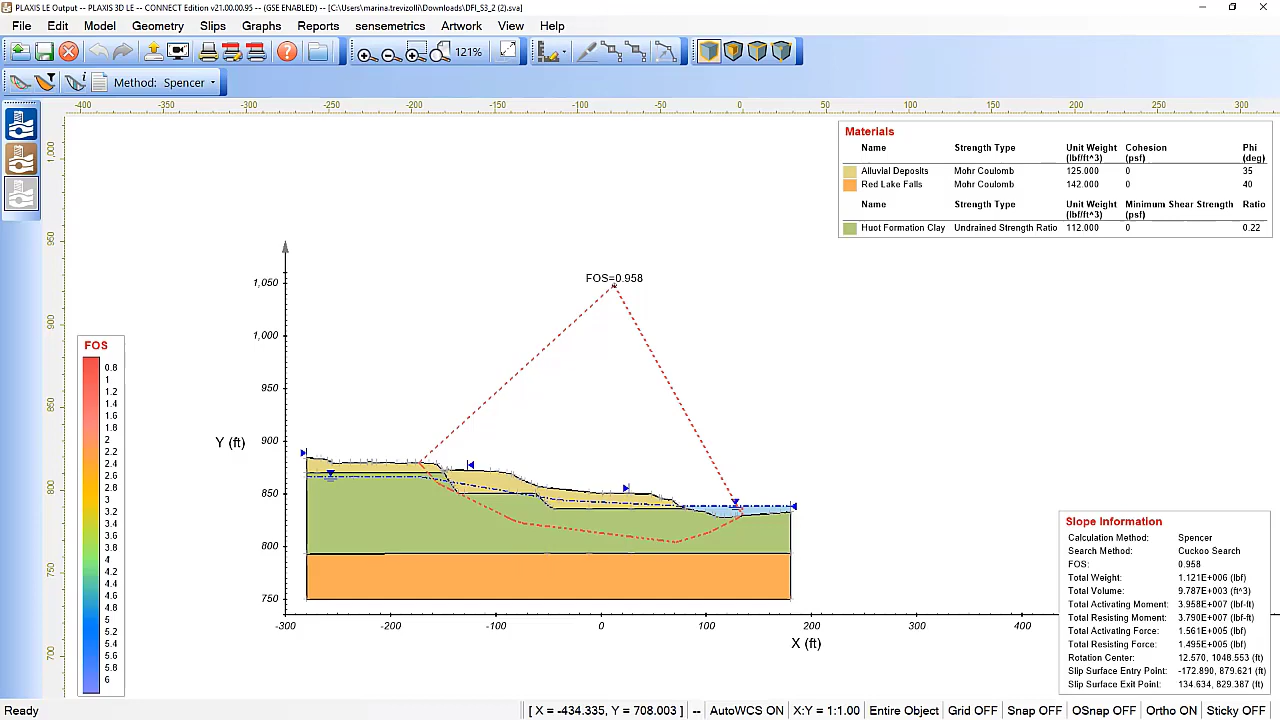 PLAXIS LE Output -- PLAXIS 3D LE -- CONNECT Edition v21.00.00.95 -- (GSE ENABLED) -- [C:\Users\marina.trevizolli\Downloads\DFI_S3_2 (2).sva]
File Edit Model Geometry Slips Graphs Reports sensemetrics Artwork View Help
121%
Method: Spencer
-400 -350 -300 -250 -200 -150 -100 -50 0 50 100 150 200 250 300
1,000
950
900
850
800
750
700
Materials
Name Strength Type Unit Weight Cohesion Phi
(lbf/ft^3) (psf) (deg)
Alluvial Deposits Mohr Coulomb 125.000 0 35
Red Lake Falls Mohr Coulomb 142.000 0 40
Name Strength Type Unit Weight Minimum Shear Strength Ratio
(lbf/ft^3) (psf)
Huot Formation Clay Undrained Strength Ratio 112.000 0 0.22
FOS=0.958
1,050
1,000
950
900
850
800
750
Y (ft)
-300 -200 -100 0 100 200 300 400
X (ft)
FOS
0.8
1
1.2
1.4
1.6
1.8
2
2.2
2.4
2.6
2.8
3
3.2
3.4
3.6
3.8
4
4.2
4.4
4.6
4.8
5
5.2
5.4
5.6
5.8
6
Slope Information
Calculation Method: Spencer
Search Method: Cuckoo Search
FOS: 0.958
Total Weight: 1.121E+006 (lbf)
Total Volume: 9.787E+003 (ft^3)
Total Activating Moment: 3.958E+007 (lbf-ft)
Total Resisting Moment: 3.790E+007 (lbf-ft)
Total Activating Force: 1.561E+005 (lbf)
Total Resisting Force: 1.495E+005 (lbf)
Rotation Center: 12.570, 1048.553 (ft)
Slip Surface Entry Point: -172.890, 879.621 (ft)
Slip Surface Exit Point: 134.634, 829.387 (ft)
Ready [ X = -434.335, Y = 708.003 ] -- AutoWCS ON X:Y = 1:1.00 Entire Object Grid OFF Snap OFF OSnap OFF Ortho ON Sticky OFF